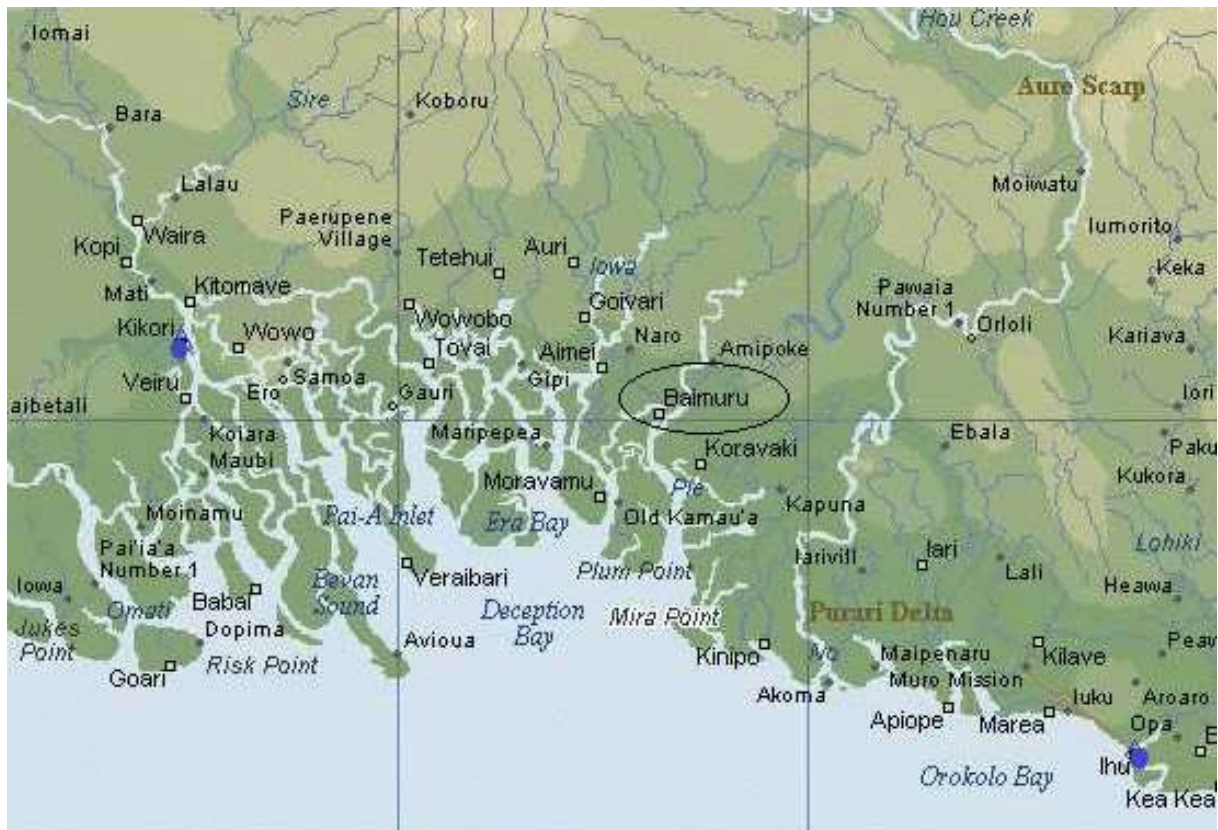 Hou Creek
Iomai
Aure Scarp
Sire
Koboru
Bara
Moiwatu
Lalau
Paerupene
Village
Waira
Iumorito
Kopi
Tetehui
Auri
Iowa
Keka
Mati
Kitomave
Goivari
Pawaia
Number 1
Wowobo
Orloli
Kikori
Wowo
Tovai
Aimei
Naro
Kariava
Amipoke
Veiru
Ero
Samoa
Gauri
Gipi
Baimuru
Iori
aibetali
Koiara
Maubi
Maripepea
Koravaki
Ebala
Paku
Kukora
Moravamu
Pie
Kapuna
Moinamu
Pai-A Inlet
Era Bay
Old Kamau'a
Pai'ia'a
Number 1
Iarivili
Iari
Lohiki
Iowa
Omati
Babai
Bevan
Sound
Veraibari
Deception
Bay
Plum Point
Lali
Heawa
Jukes
Point
Dopima
Mira Point
Purari Delta
Goari
Risk Point
Avioua
Kinipo
Ivo
Maipenaru
Muro Mission
Kilave
Peav
Akoma
Aroaro
Apiope
Marea
Iuku
Opa
E
Orokolo Bay
Ihu
Kea Kea